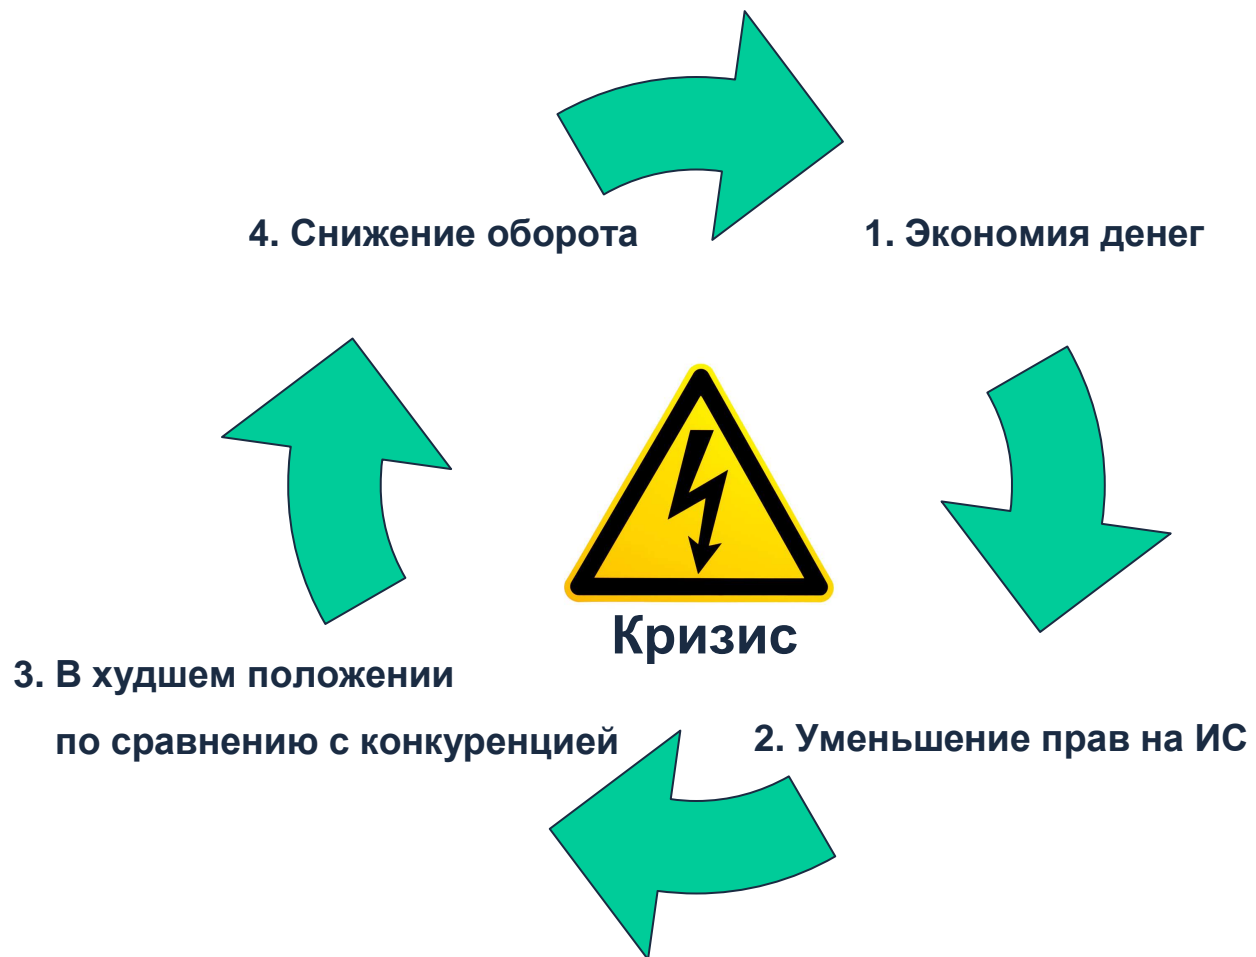 4. Снижение оборота
1. Экономия денег
Кризис
3. В худшем положении
по сравнению с конкуренцией
2. Уменьшение прав на ИС